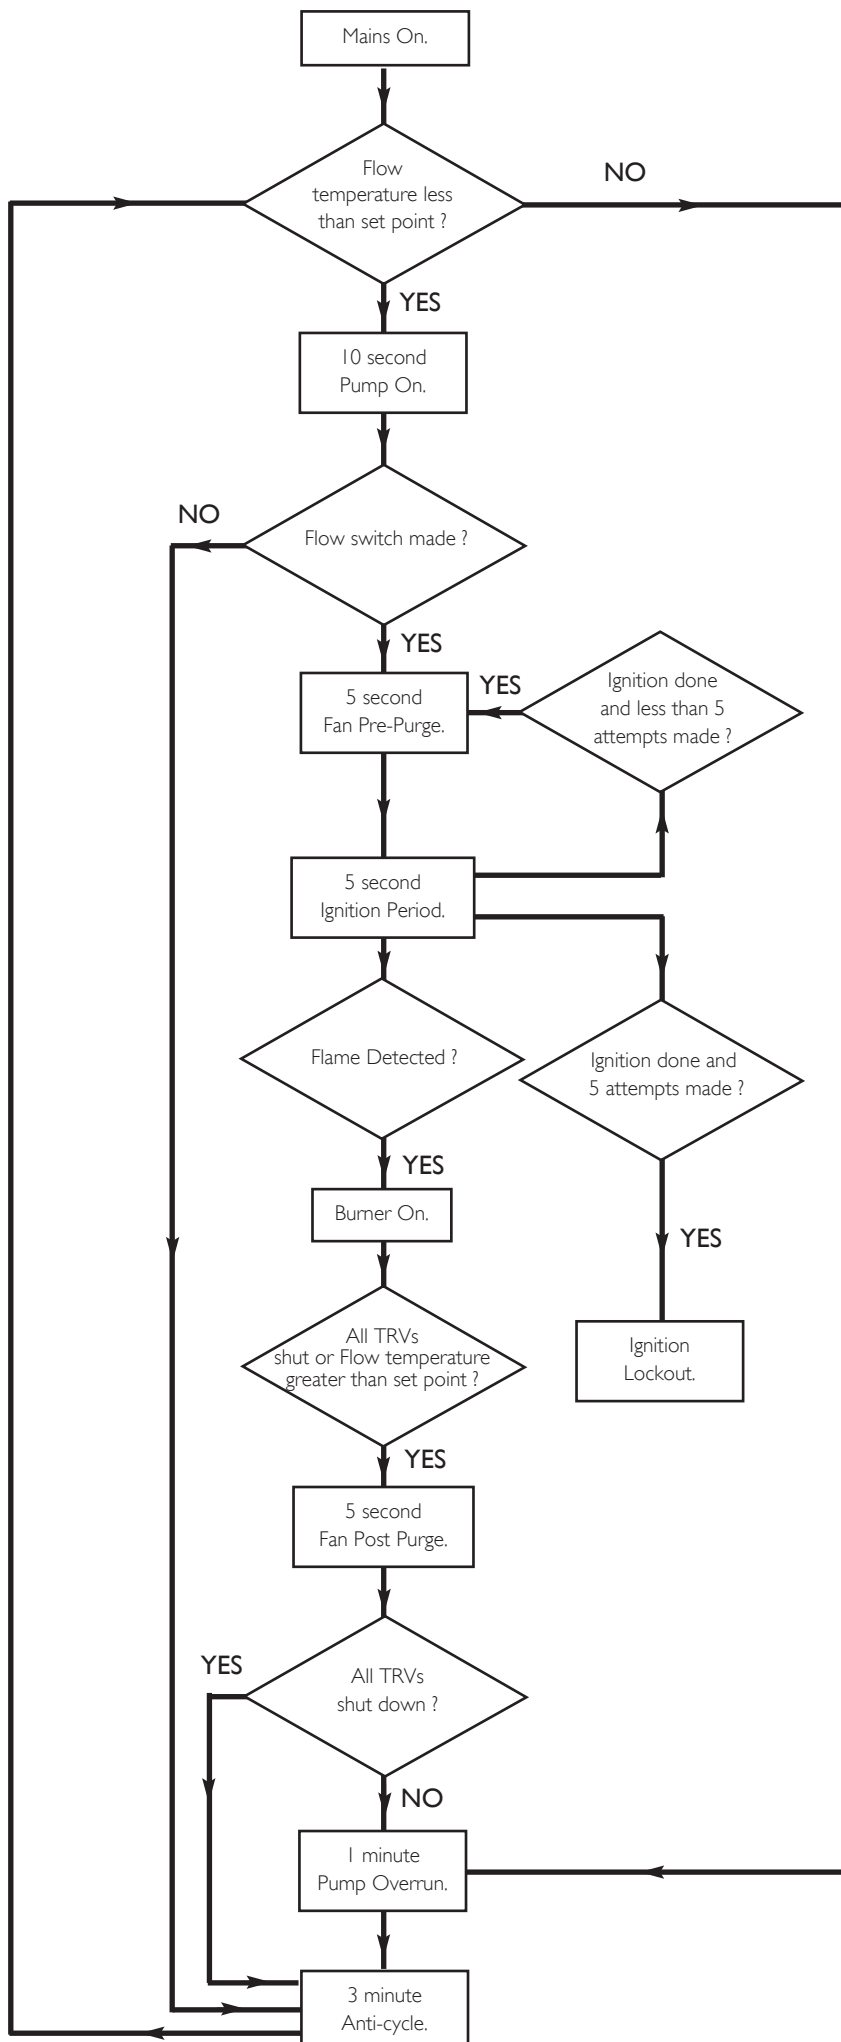 Mains On.
Flow
temperature less
than set point ?
NO
YES
10 second
Pump On.
NO
Flow switch made ?
YES
5 second
Fan Pre-Purge.
YES
Ignition done
and less than 5
attempts made ?
5 second
Ignition Period.
Flame Detected ?
Ignition done and
5 attempts made ?
YES
Burner On.
YES
All TRVs
shut or Flow temperature
greater than set point ?
Ignition
Lockout.
YES
5 second
Fan Post Purge.
YES
All TRVs
shut down ?
NO
1 minute
Pump Overrun.
3 minute
Anti-cycle.